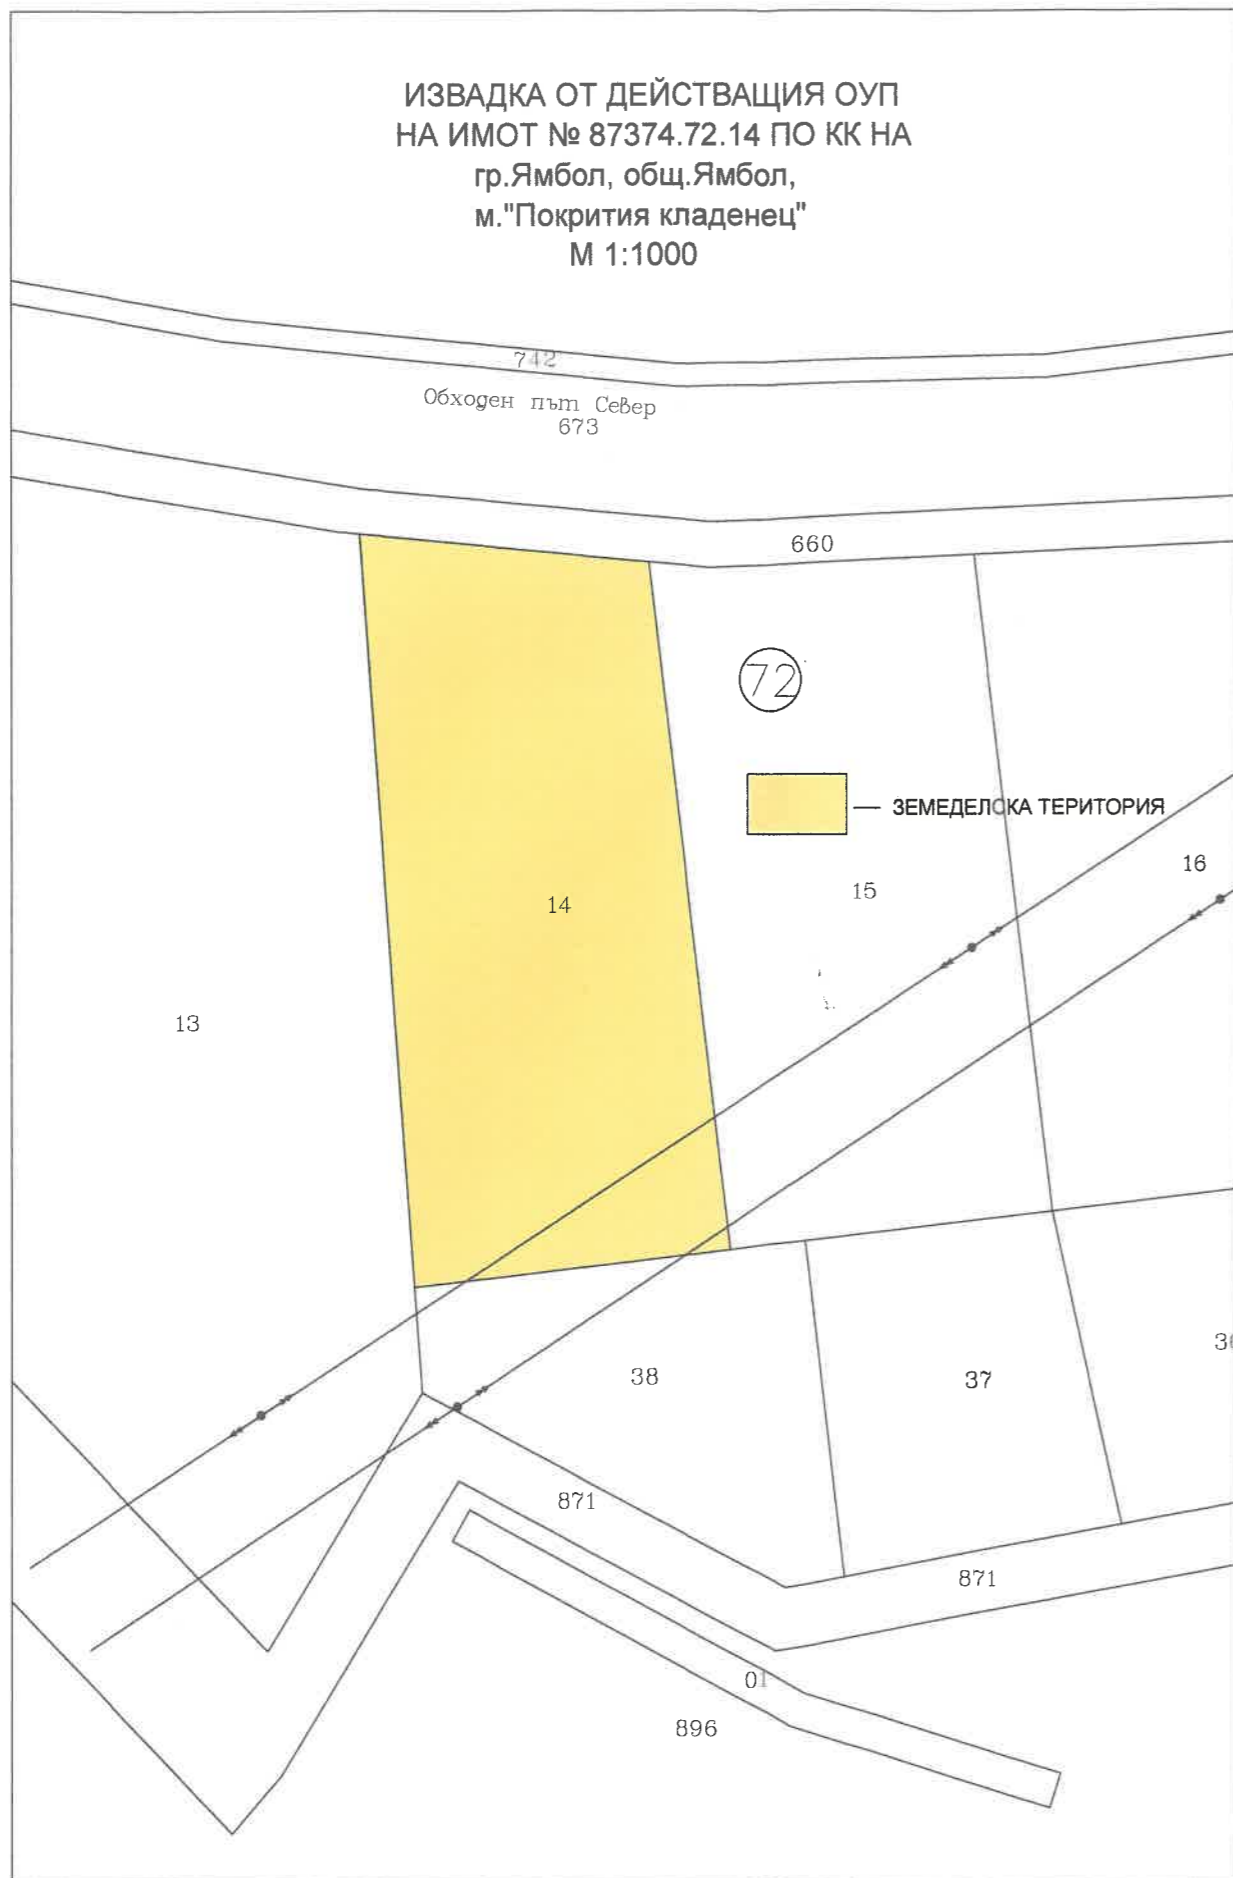 ИЗВАДКА ОТ ДЕЙСТВАЩИЯ ОУП
НА ИМОТ № 87374.72.14 ПО КК НА
гр.Ямбол, общ.Ямбол,
м."Покрития кладенец"
М 1:1000
742
Обходен път Север
673
660
72
— ЗЕМЕДЕЛСКА ТЕРИТОРИЯ
16
15
14
13
38
37
871
871
01
896